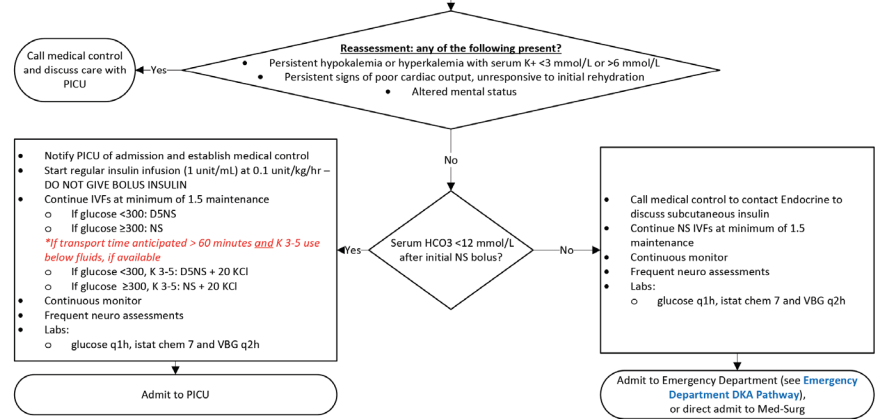 Reassessment: any of the following present?
• Persistent hypokalemia or hyperkalemia with serum K+ <3 mmol/L or >6 mmol/L
• Persistent signs of poor cardiac output, unresponsive to initial rehydration
• Altered mental status
Yes
Call medical control
and discuss care with
PICU
No
Serum HCO3 <12 mmol/L
after initial NS bolus?
Yes
• Notify PICU of admission and establish medical control
• Start regular insulin infusion (1 unit/mL) at 0.1 unit/kg/hr –
DO NOT GIVE BOLUS INSULIN
• Continue IVFs at minimum of 1.5 maintenance
o If glucose <300: D5NS
o If glucose ≥300: NS
*If transport time anticipated > 60 minutes and K 3-5 use
below fluids, if available
o If glucose <300, K 3-5: D5NS + 20 KCl
o If glucose ≥300, K 3-5: NS + 20 KCl
• Continuous monitor
• Frequent neuro assessments
• Labs:
o glucose q1h, istat chem 7 and VBG q2h
Admit to PICU
No
• Call medical control to contact Endocrine to
discuss subcutaneous insulin
• Continue NS IVFs at minimum of 1.5
maintenance
• Continuous monitor
• Frequent neuro assessments
• Labs:
o glucose q1h, istat chem 7 and VBG q2h
Admit to Emergency Department (see Emergency
Department DKA Pathway),
or direct admit to Med-Surg